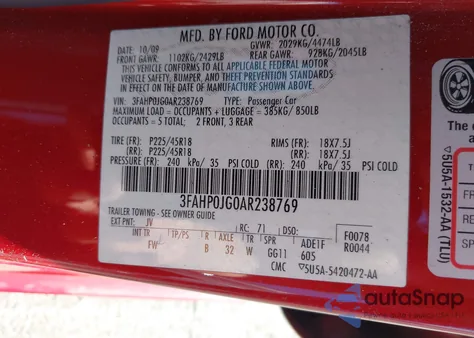 MFD. BY FORD MOTOR CO.
DATE: 10/09 GVWR: 2029KG/4474LB
FRONT GAWR: 1102KG/2429LB REAR GAWR: 928KG/2045LB
THIS VEHICLE CONFORMS TO ALL APPLICABLE FEDERAL MOTOR
VEHICLE SAFETY, BUMPER, AND THEFT PREVENTION STANDARDS IN
EFFECT ON THE DATE OF MANUFACTURE SHOWN ABOVE.
VEHICLE: 3FAHP0JG0AR238769 TYPE: Passenger Car
MAXIMUM LOAD = OCCUPANTS + LUGGAGE = 385KG/ 850LB
OCCUPANTS = 5 TOTAL: 2 FRONT, 3 REAR
TIRE (FR): P225/45R18 RIMS (FR): 18X7.5J
(RR): P225/45R18 (RR): 18X7.5J
PRESSURE (FR): 240 kPa/ 35 PSI COLD (RR): 240 kPa/ 35 PSI COLD
3FAHP0JG0AR238769
TRAILER TOWING - SEE OWNER GUIDE
EXT PNT: JV RC: 71 DSO: F0078
INT TR TP/PS R AXLE TR SPR ADE1F R0044
FW B 32 W GG11 605
CMC ▽5U5A-5420472-AA
▽5U5A-1532-AA (TLU)
THE
T
FR
RE
SP
autoSnap